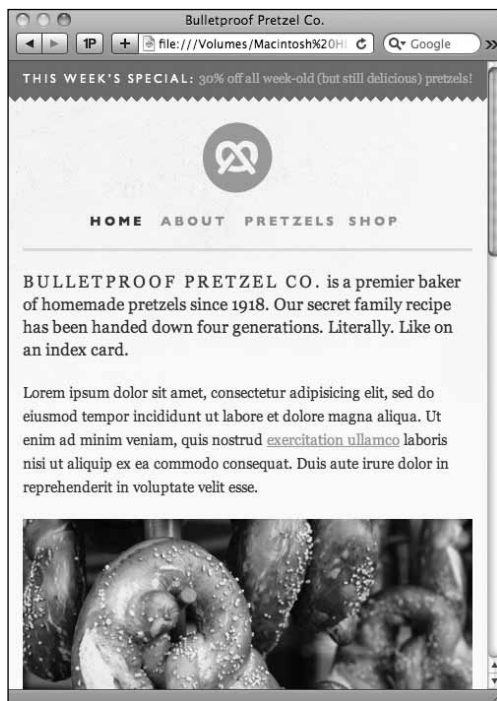 Bulletproof Pretzel Co.
1P + file:///Volumes/Macintosh%20H Google
THIS WEEK'S SPECIAL: 30% off all week-old (but still delicious) pretzels!
HOME ABOUT PRETZELS SHOP
BULLETPROOF PRETZEL CO. is a premier baker
of homemade pretzels since 1918. Our secret family recipe
has been handed down four generations. Literally. Like on
an index card.
Lorem ipsum dolor sit amet, consectetur adipisicing elit, sed do
eiusmod tempor incididunt ut labore et dolore magna aliqua. Ut
enim ad minim veniam, quis nostrud exercitation ullamco laboris
nisi ut aliquip ex ea commodo consequat. Duis aute irure dolor in
reprehenderit in voluptate velit esse.